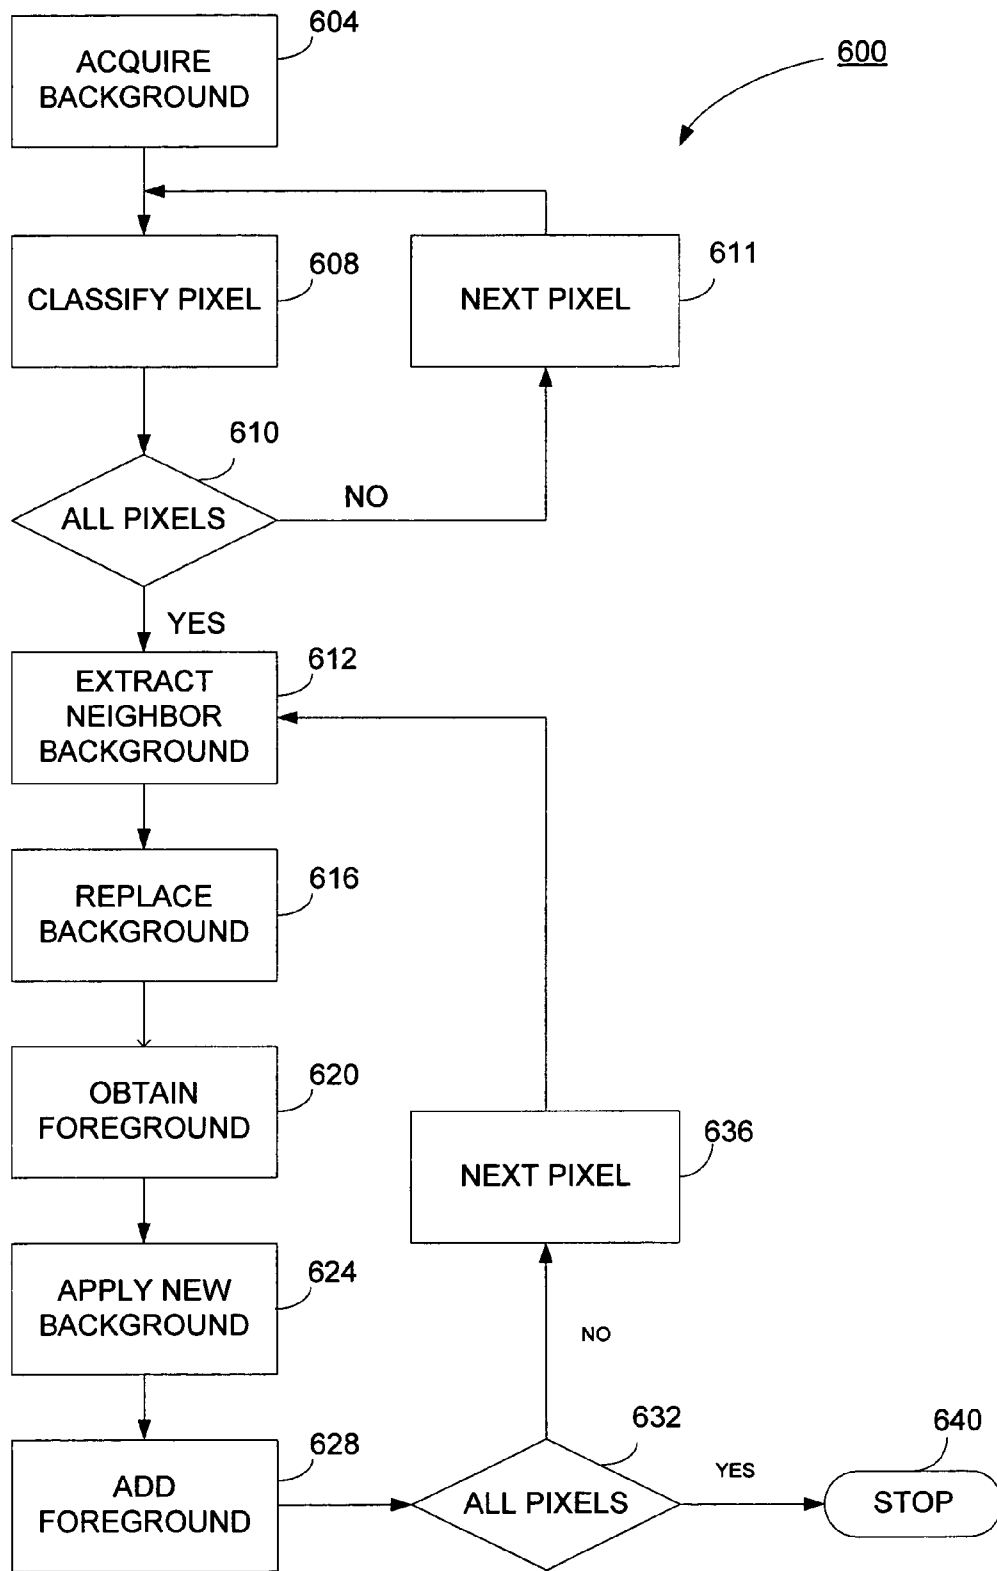 604
ACQUIRE
BACKGROUND
600
608
CLASSIFY PIXEL
611
NEXT PIXEL
610
ALL PIXELS
NO
YES
612
EXTRACT
NEIGHBOR
BACKGROUND
616
REPLACE
BACKGROUND
620
OBTAIN
FOREGROUND
636
NEXT PIXEL
624
APPLY NEW
BACKGROUND
NO
628
ADD
FOREGROUND
632
ALL PIXELS
YES
640
STOP